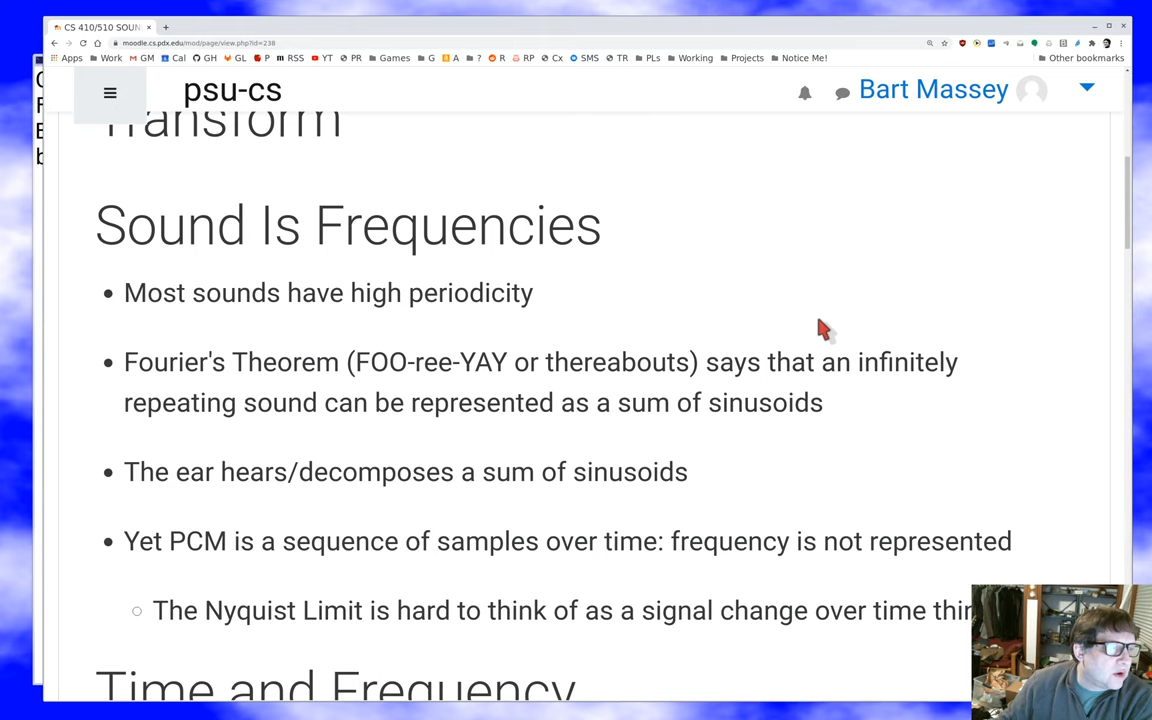 CS 410/510 SOUN
moodle.cs.pdx.edu/mod/page/view.php?id=238
Apps Work GM Cal GH GL P RSS YT PR Games G A ? R RP Cx SMS TR PLs Working Projects Notice Me! Other bookmarks
psu-cs
Bart Massey
Transform
Sound Is Frequencies
Most sounds have high periodicity
Fourier's Theorem (FOO-ree-YAY or thereabouts) says that an infinitely
repeating sound can be represented as a sum of sinusoids
The ear hears/decomposes a sum of sinusoids
Yet PCM is a sequence of samples over time: frequency is not represented
The Nyquist Limit is hard to think of as a signal change over time thin
Time and Frequency